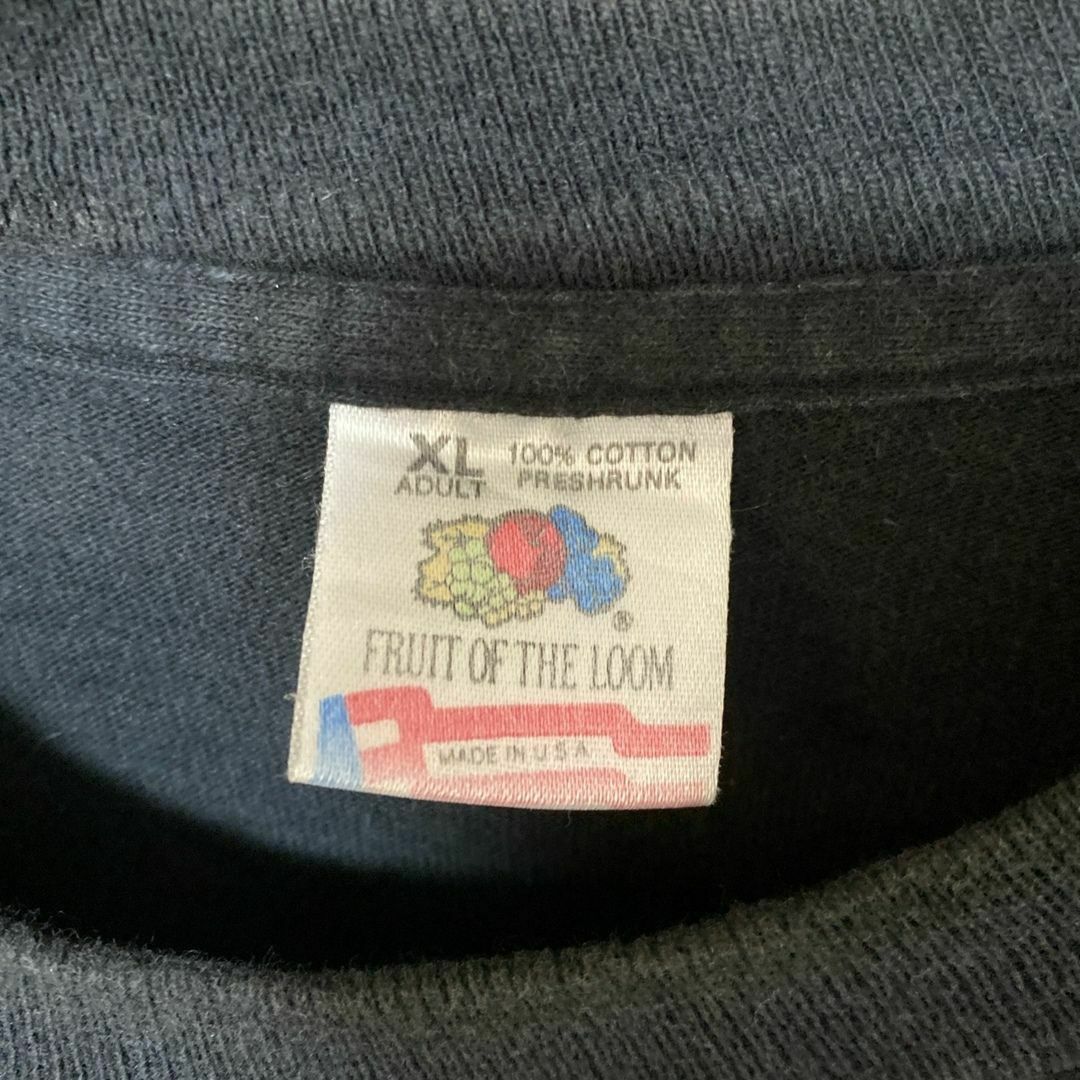 XL 100% COTTON
ADULT PRESHRUNK
®
FRUIT OF THE LOOM
MADE IN U.S.A.